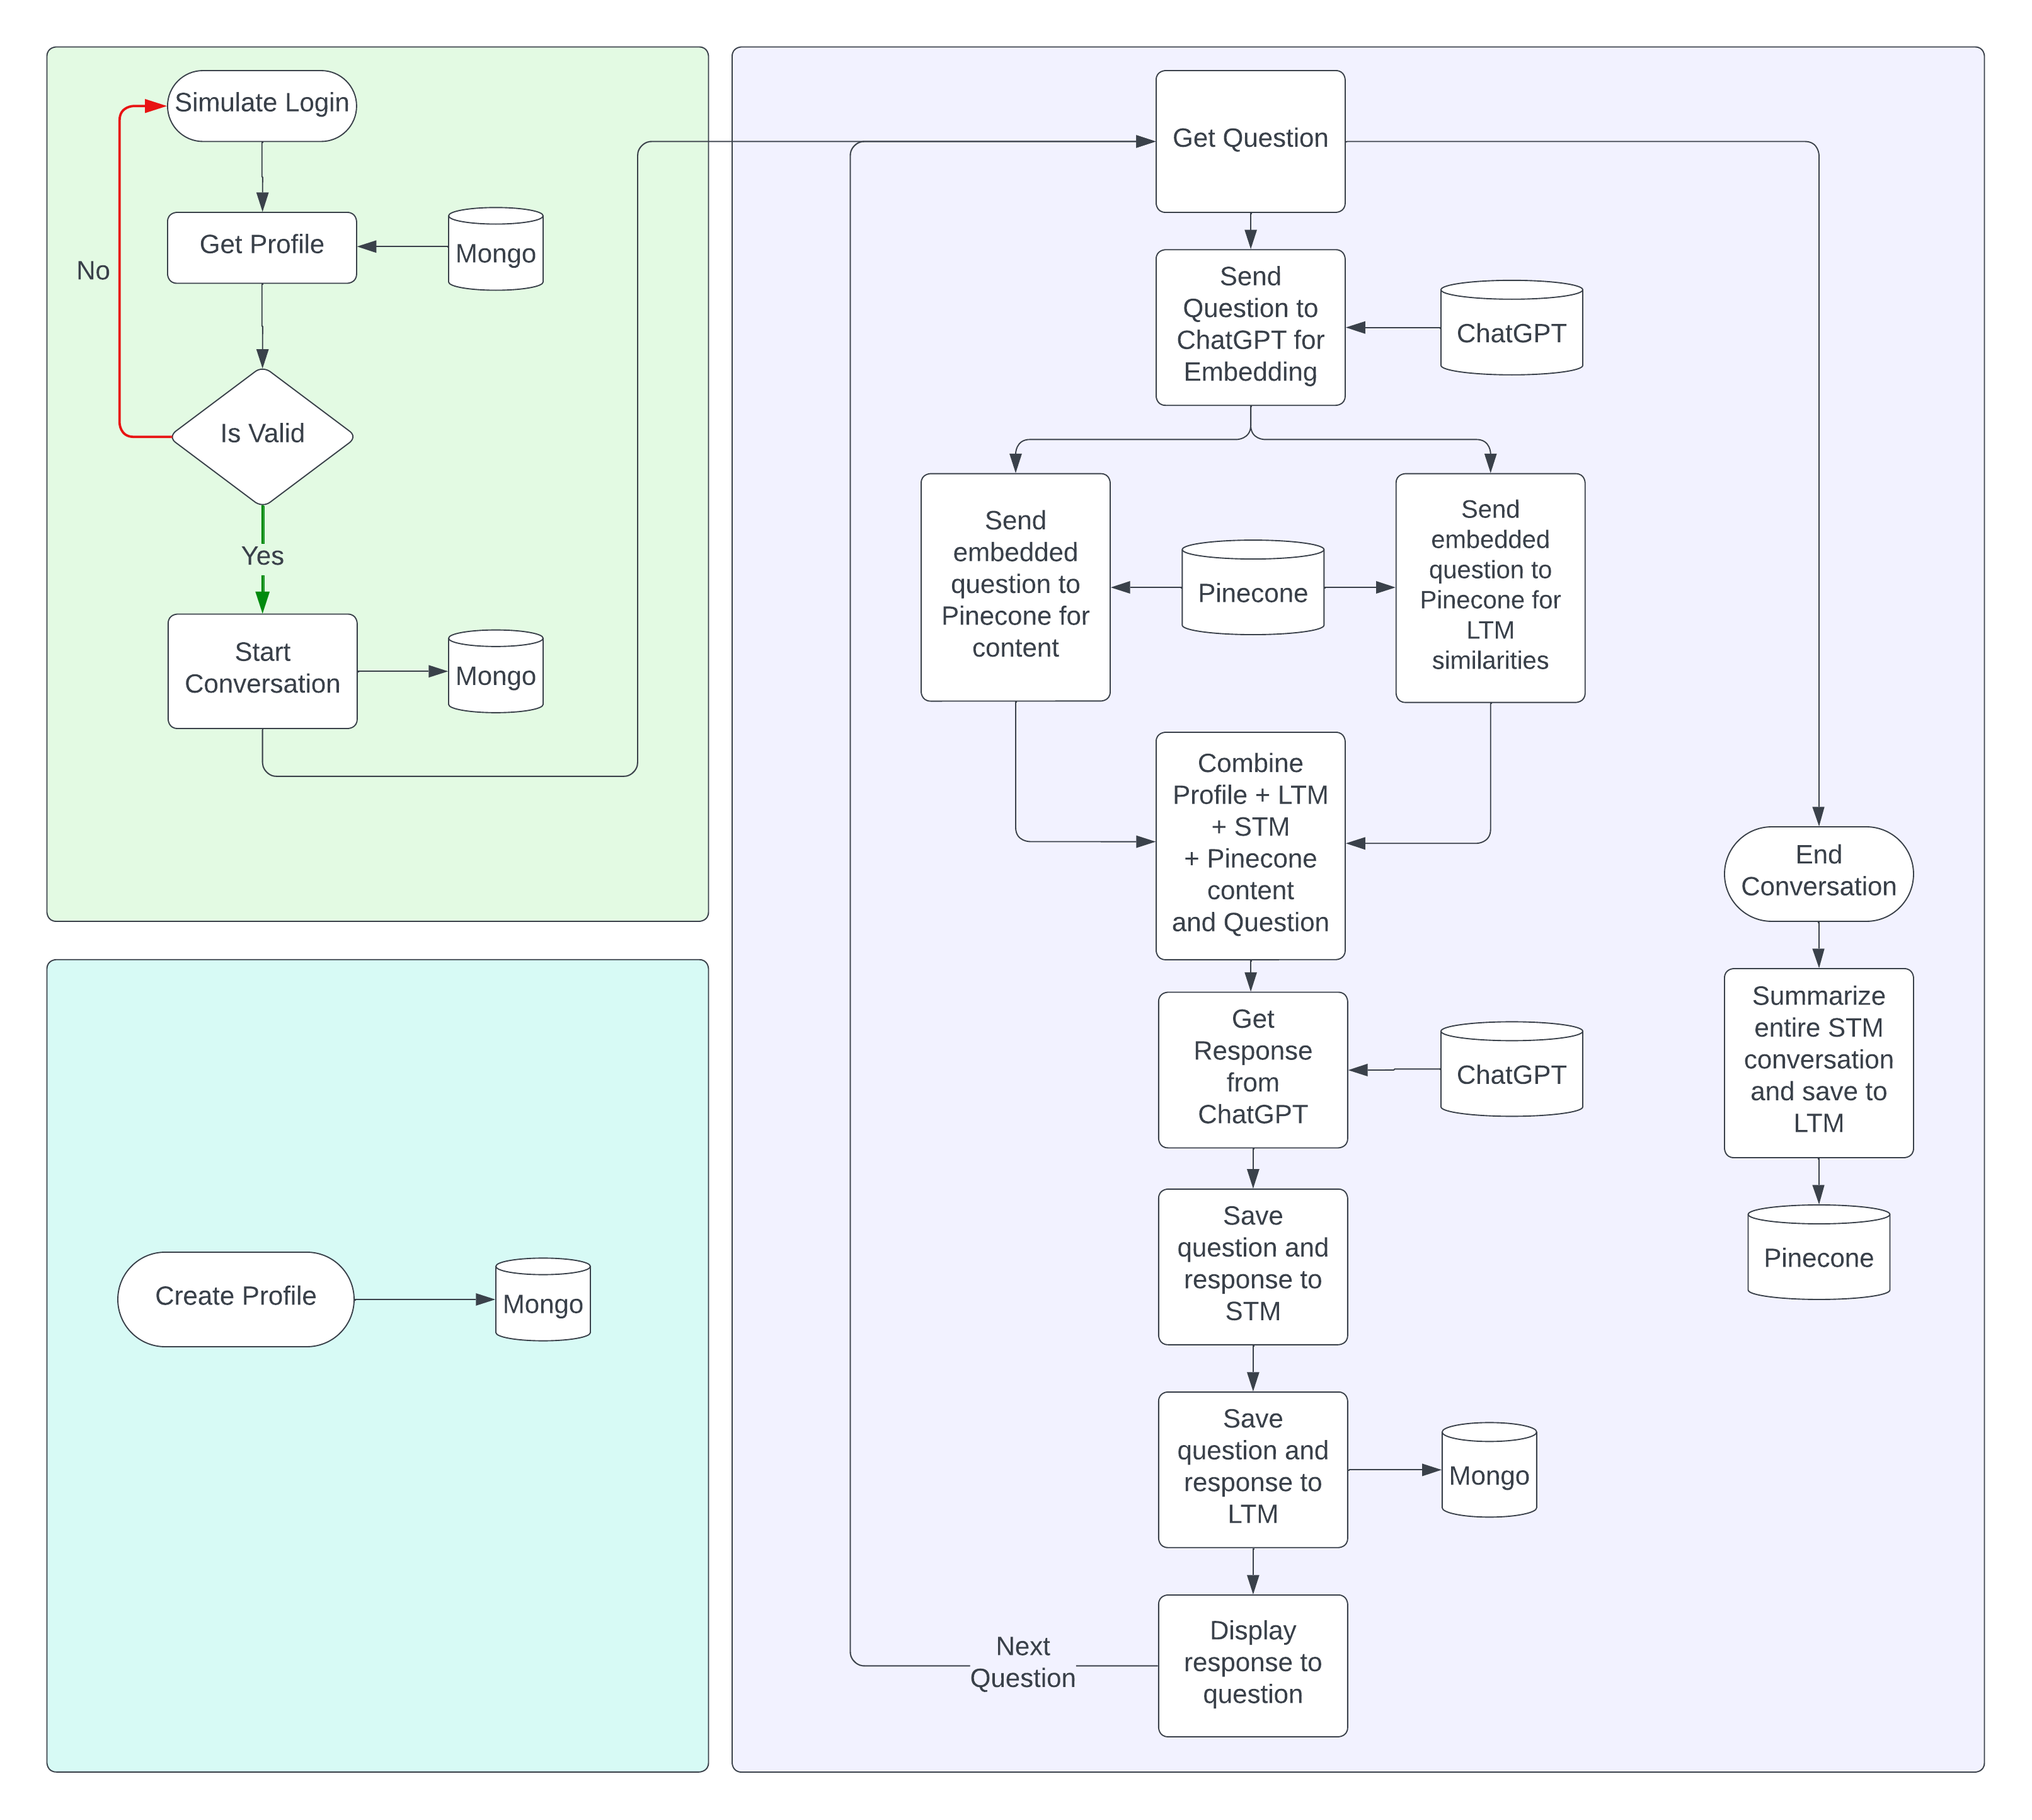 Simulate Login
Get Profile
Mongo
No
Is Valid
Yes
Start
Conversation
Mongo
Create Profile
Mongo
Get Question
Send
Question to
ChatGPT for
Embedding
ChatGPT
Send
embedded
question to
Pinecone for
content
Pinecone
Send
embedded
question to
Pinecone for
LTM
similarities
Combine
Profile + LTM
+ STM
+ Pinecone
content
and Question
Get
Response
from
ChatGPT
ChatGPT
Save
question and
response to
STM
Save
question and
response to
LTM
Mongo
Display
response to
question
Next
Question
End
Conversation
Summarize
entire STM
conversation
and save to
LTM
Pinecone